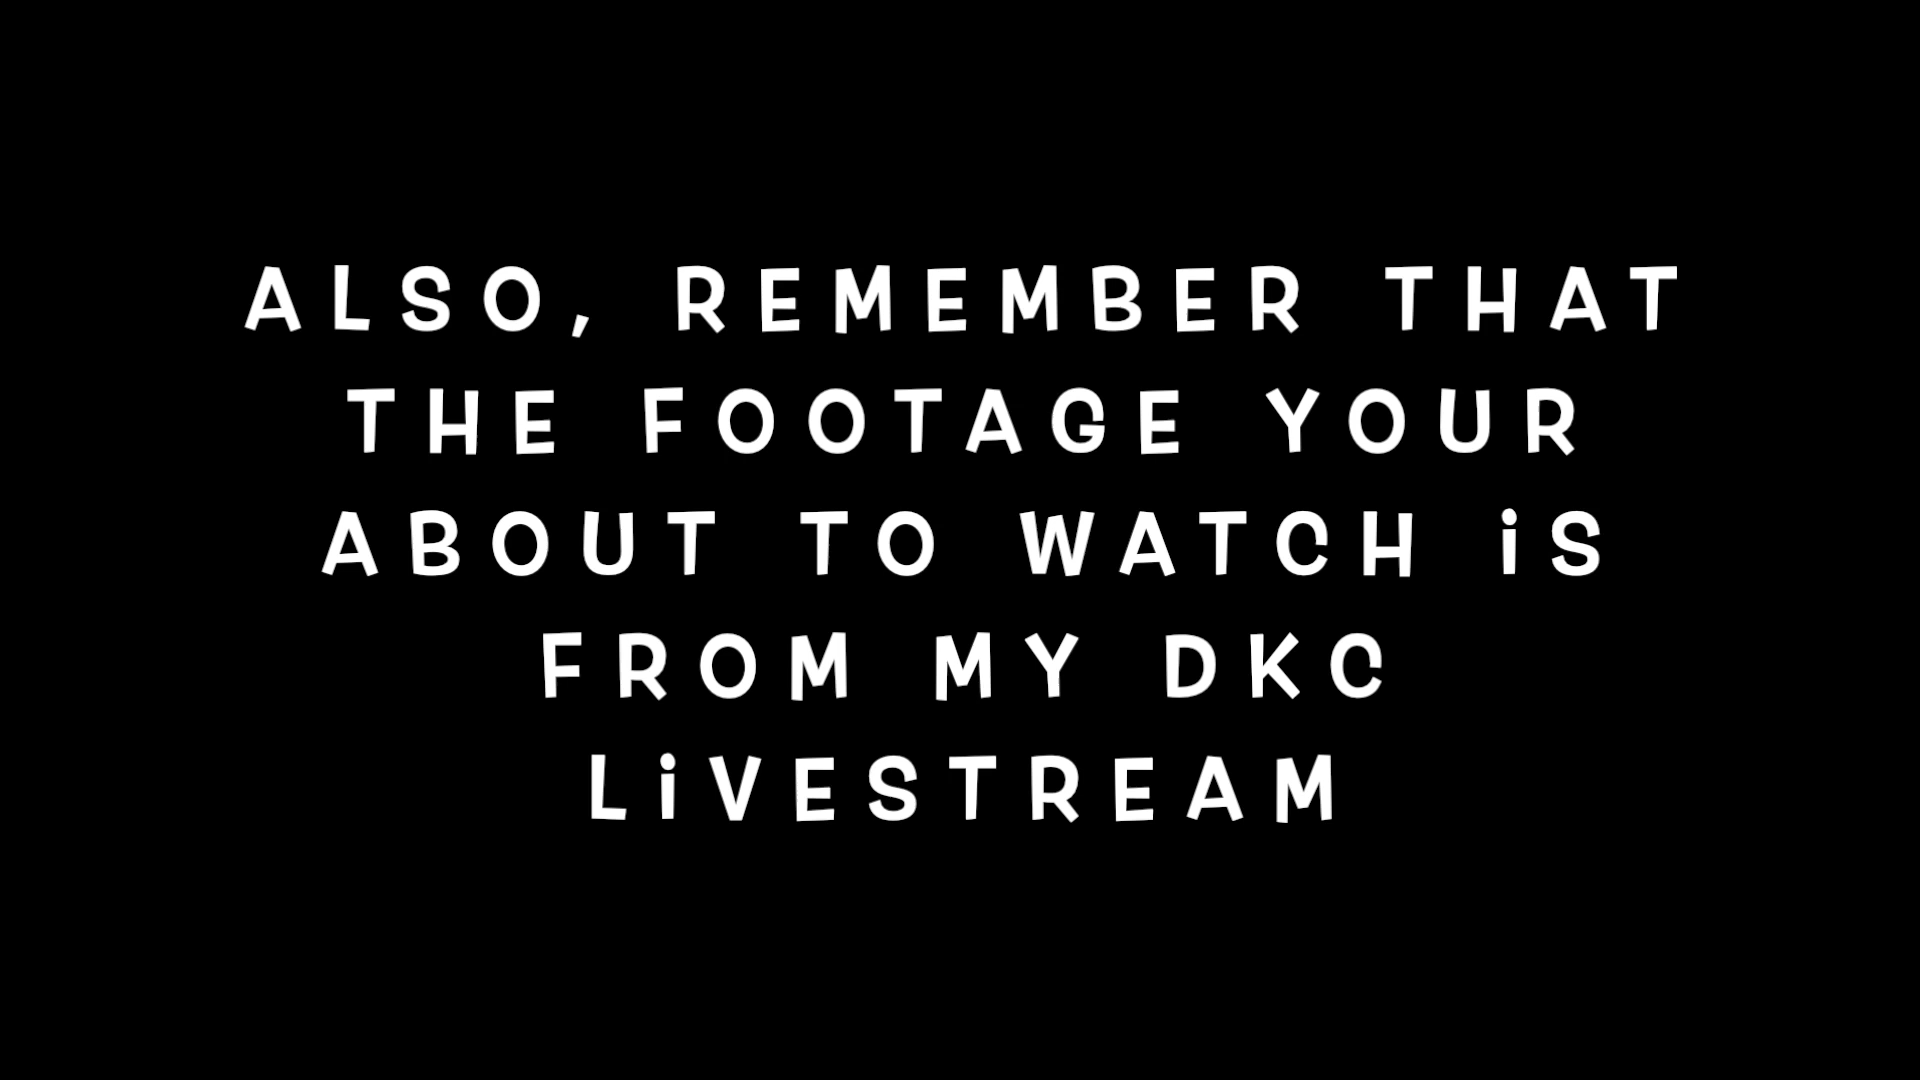 ALSO, REMEMBER THAT
THE FOOTAGE YOUR
ABOUT TO WATCH iS
FROM MY DKC
LiVESTREAM